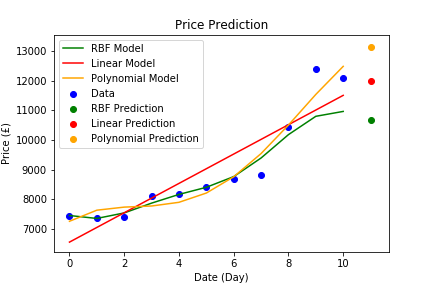 Price Prediction
RBF Model
Linear Model
Polynomial Model
Data
RBF Prediction
Linear Prediction
Polynomial Prediction
13000
12000
11000
10000
9000
8000
7000
Price (£)
0 2 4 6 8 10
Date (Day)